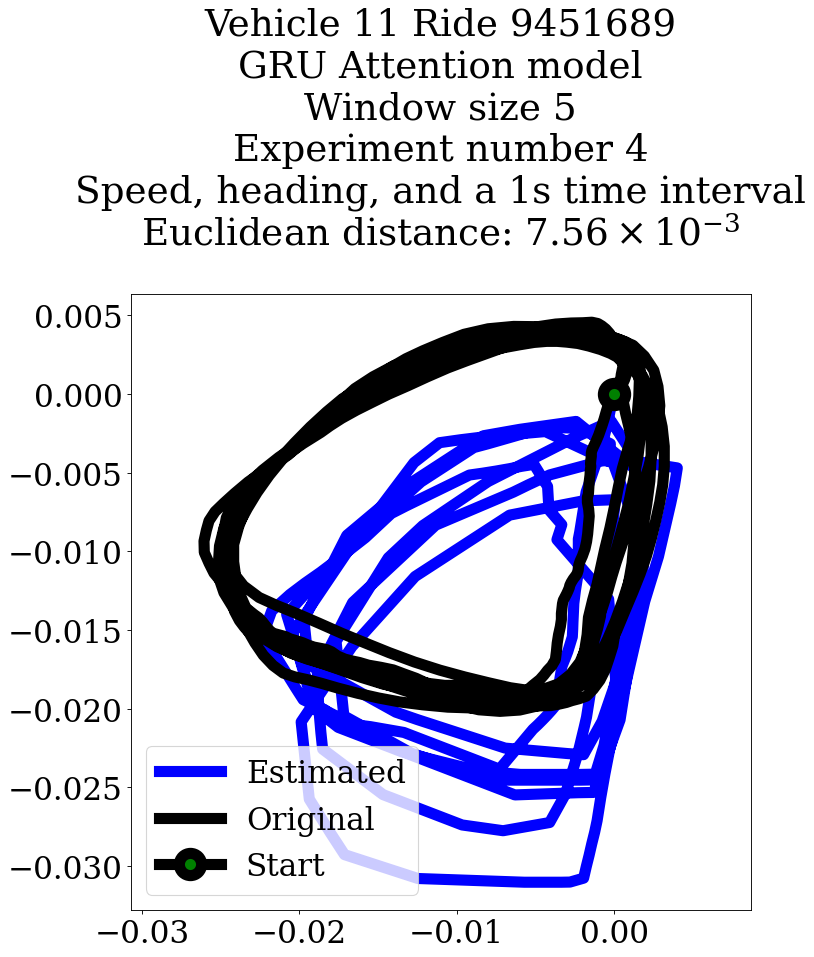 Vehicle 11 Ride 9451689
GRU Attention model
Window size 5
Experiment number 4
Speed, heading, and a 1s time interval
Euclidean distance: 7.56 × 10⁻³
0.005
0.000
−0.005
−0.010
−0.015
−0.020
−0.025
−0.030
Estimated
Original
Start
−0.03
−0.02
−0.01
0.00